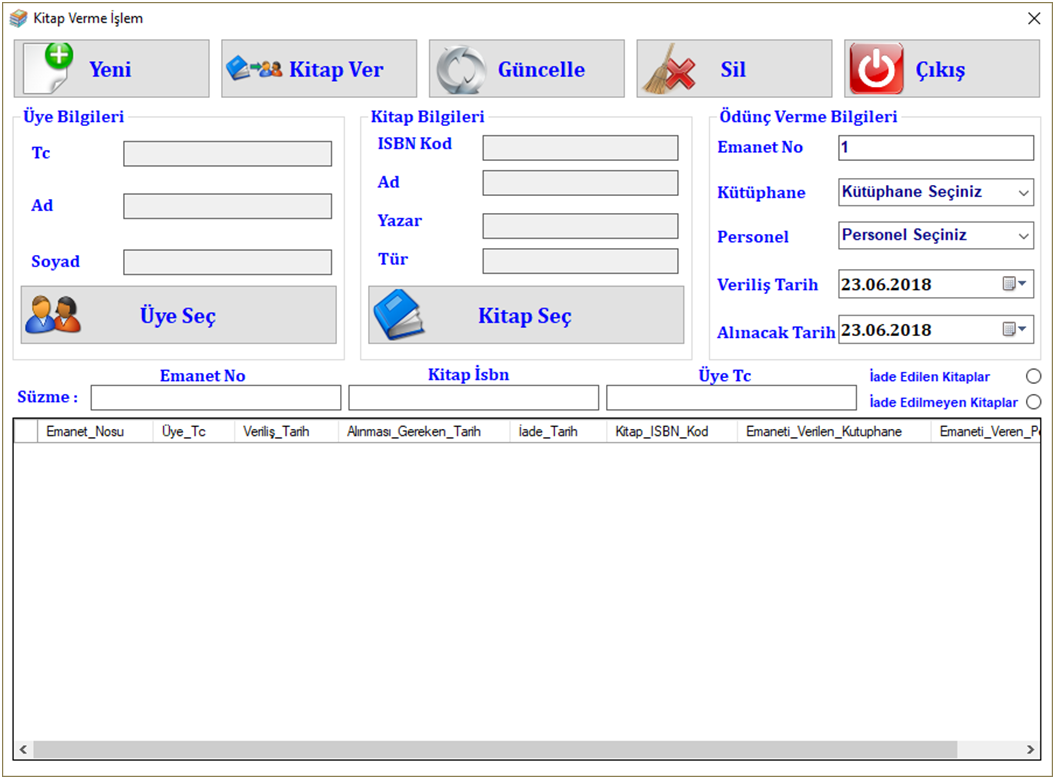 Kitap Verme İşlem
Yeni
Kitap Ver
Güncelle
Sil
Çıkış
Üye Bilgileri
Tc
Ad
Soyad
Üye Seç
Kitap Bilgileri
ISBN Kod
Ad
Yazar
Tür
Kitap Seç
Ödünç Verme Bilgileri
Emanet No 1
Kütüphane Kütüphane Seçiniz
Personel Personel Seçiniz
Veriliş Tarih 23.06.2018
Alınacak Tarih 23.06.2018
Süzme :
Emanet No
Kitap İsbn
Üye Tc
İade Edilen Kitaplar
İade Edilmeyen Kitaplar
Emanet_Nosu Üye_Tc Veriliş_Tarih Alınması_Gereken_Tarih İade_Tarih Kitap_ISBN_Kod Emaneti_Verilen_Kutuphane Emaneti_Veren_Pe